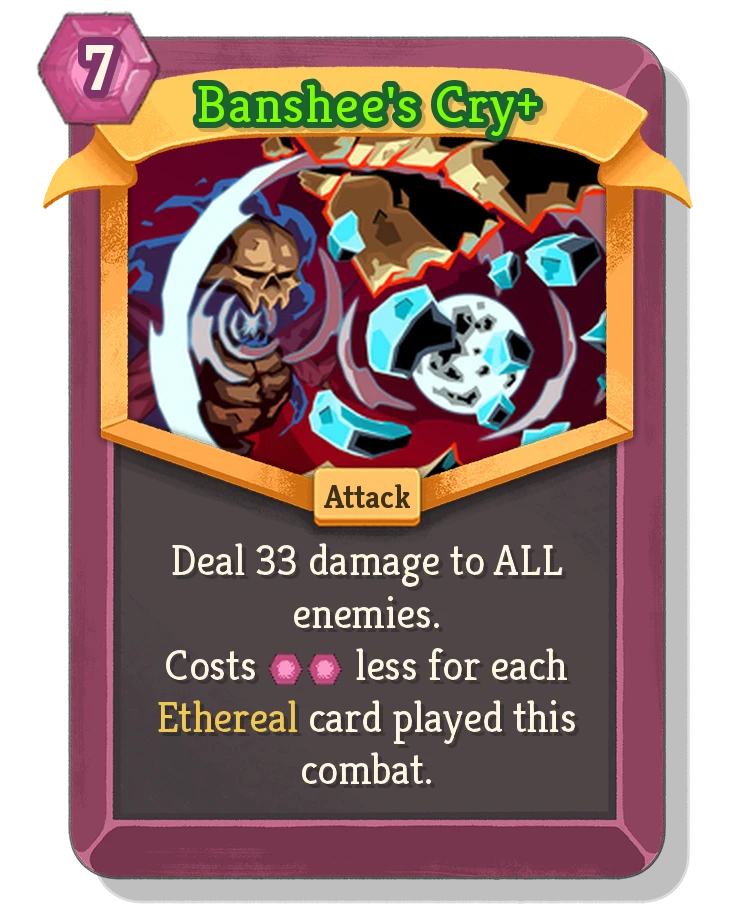 7
Banshee's Cry+
Attack
Deal 33 damage to ALL
enemies.
Costs less for each
Ethereal card played this
combat.